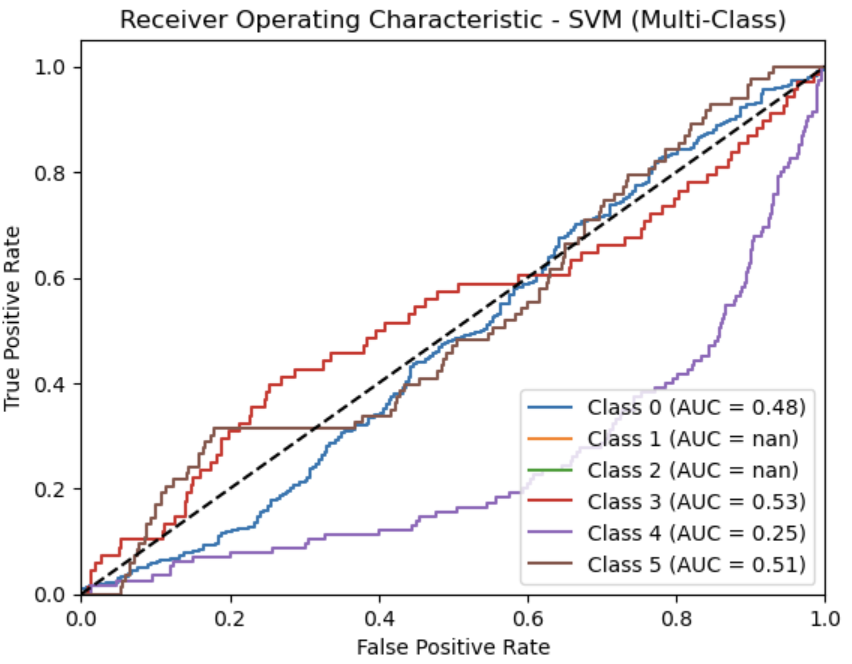 Receiver Operating Characteristic - SVM (Multi-Class)
True Positive Rate
1.0
0.8
0.6
0.4
0.2
0.0
Class 0 (AUC = 0.48)
Class 1 (AUC = nan)
Class 2 (AUC = nan)
Class 3 (AUC = 0.53)
Class 4 (AUC = 0.25)
Class 5 (AUC = 0.51)
0.0 0.2 0.4 0.6 0.8 1.0
False Positive Rate